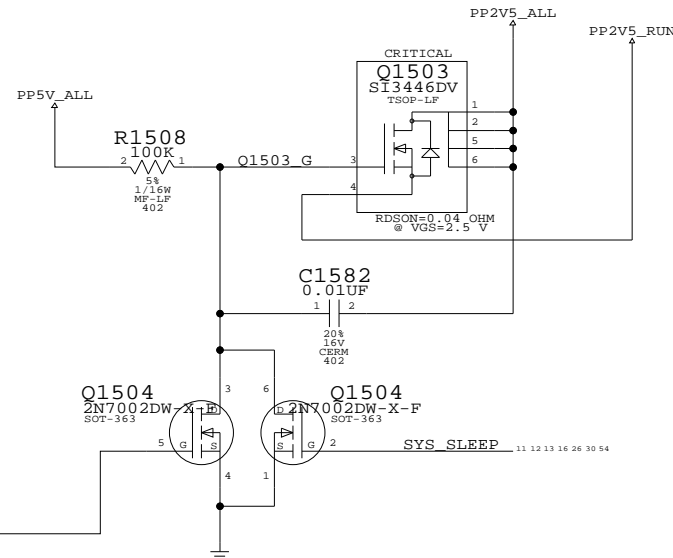 PP2V5_ALL
PP2V5_RUN
CRITICAL
Q1503
SI3446DV
TSOP-LF
PP5V_ALL
R1508
100K
2 1
5%
1/16W
MF-LF
402
Q1503_G
3
4
1
2
5
6
RDSON=0.04 OHM
@ VGS=2.5 V
C1582
0.01UF
1 2
20%
16V
CERM
402
Q1504
2N7002DW-X-F
SOT-363
3
D
5 G
S
4
Q1504
2N7002DW-X-F
SOT-363
6
D
G 2
S
1
SYS_SLEEP
11 12 13 16 26 30 54